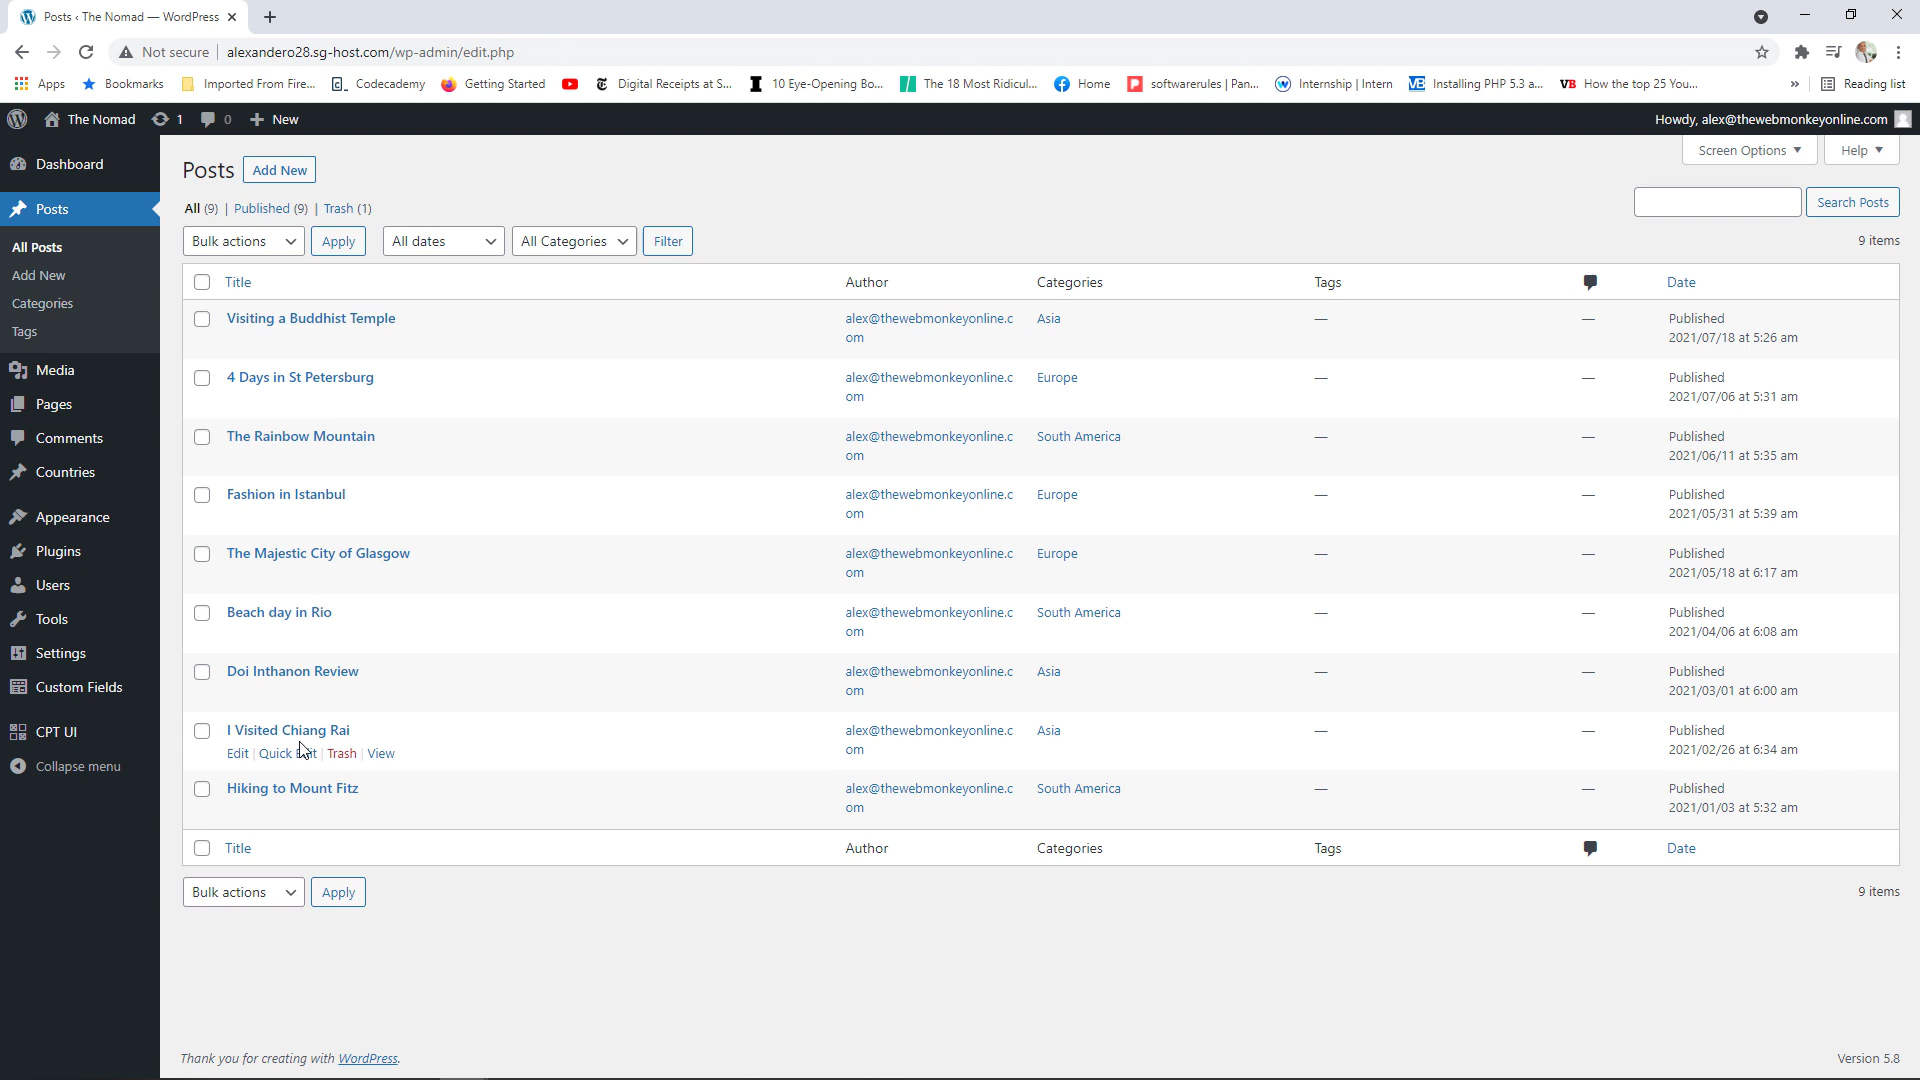 Posts ‹ The Nomad — WordPress
Not secure | alexandero28.sg-host.com/wp-admin/edit.php
Apps Bookmarks Imported From Fire... Codecademy Getting Started Digital Receipts at S... 10 Eye-Opening Bo... The 18 Most Ridicul... Home softwarerules | Pan... Internship | Intern Installing PHP 5.3 a... How the top 25 You... » Reading list
The Nomad 1 0 + New Howdy, alex@thewebmonkeyonline.com
Dashboard
Posts
All Posts
Add New
Categories
Tags
Media
Pages
Comments
Countries
Appearance
Plugins
Users
Tools
Settings
Custom Fields
CPT UI
Collapse menu
Screen Options Help
Posts Add New
All (9) | Published (9) | Trash (1)
Search Posts
Bulk actions Apply All dates All Categories Filter 9 items
Title Author Categories Tags Date
Visiting a Buddhist Temple alex@thewebmonkeyonline.c Asia — — Published
om 2021/07/18 at 5:26 am
4 Days in St Petersburg alex@thewebmonkeyonline.c Europe — — Published
om 2021/07/06 at 5:31 am
The Rainbow Mountain alex@thewebmonkeyonline.c South America — — Published
om 2021/06/11 at 5:35 am
Fashion in Istanbul alex@thewebmonkeyonline.c Europe — — Published
om 2021/05/31 at 5:39 am
The Majestic City of Glasgow alex@thewebmonkeyonline.c Europe — — Published
om 2021/05/18 at 6:17 am
Beach day in Rio alex@thewebmonkeyonline.c South America — — Published
om 2021/04/06 at 6:08 am
Doi Inthanon Review alex@thewebmonkeyonline.c Asia — — Published
om 2021/03/01 at 6:00 am
I Visited Chiang Rai alex@thewebmonkeyonline.c Asia — — Published
Edit | Quick Edit | Trash | View om 2021/02/26 at 6:34 am
Hiking to Mount Fitz alex@thewebmonkeyonline.c South America — — Published
om 2021/01/03 at 5:32 am
Title Author Categories Tags Date
Bulk actions Apply 9 items
Thank you for creating with WordPress. Version 5.8